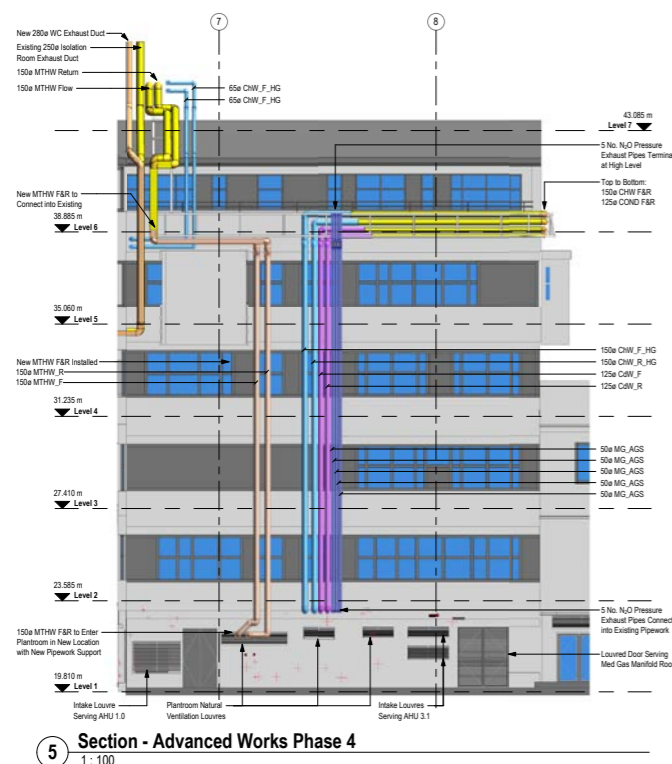 7
8
New 280ø WC Exhaust Duct
Existing 250ø Isolation
Room Exhaust Duct
150ø MTHW Return
150ø MTHW Flow
65ø ChW_F_HG
65ø ChW_F_HG
43.085 m
Level 7
5 No. N₂O Pressure
Exhaust Pipes
at High Level
New MTHW F&R to
Connect into Existing
Top to Bottom:
150ø CHW F&R
125ø COND F&R
38.885 m
Level 6
35.060 m
Level 5
New MTHW F&R Installed
150ø MTHW_R
150ø MTHW_F
150ø ChW_F_HG
150ø ChW_R_HG
125ø CdW_F
125ø CdW_R
31.235 m
Level 4
50ø MG_AGS
50ø MG_AGS
50ø MG_AGS
50ø MG_AGS
50ø MG_AGS
27.410 m
Level 3
23.585 m
Level 2
150ø MTHW F&R to Enter
Plantroom in New Location
with New Pipework Support
5 No. N₂O Pressure
Exhaust Pipes Connect
into Existing Pipework
Louvred Door Serving
Med Gas Manifold
19.810 m
Level 1
Intake Louvre
Serving AHU 1.0
Plantroom Natural
Ventilation Louvres
Intake Louvres
Serving AHU 3.1
5 Section - Advanced Works Phase 4
1 : 100